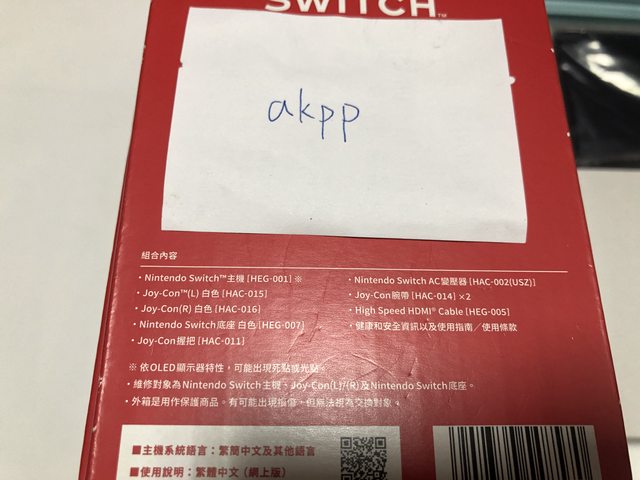 SWITCH™
akpp
組合內容
・Nintendo Switch™主機 [HEG-001] ※
・Joy-Con™(L) 白色 [HAC-015]
・Joy-Con(R) 白色 [HAC-016]
・Nintendo Switch底座 白色 [HEG-007]
・Joy-Con握把 [HAC-011]
・Nintendo Switch AC變壓器 [HAC-002(USZ)]
・Joy-Con腕帶 [HAC-014] ×2
・High Speed HDMI® Cable [HEG-005]
・健康和安全資訊以及使用指南／使用條款
※ 依OLED顯示器特性，可能出現死點或光點。
・維修對象為Nintendo Switch主機、Joy-Con(L)/(R)及Nintendo Switch底座。
・外箱是用作保護商品。有可能出現損傷，但無法視為交換對象。
■主機系統語言：繁簡中文及其他語言
■使用說明：繁體中文（網上版）